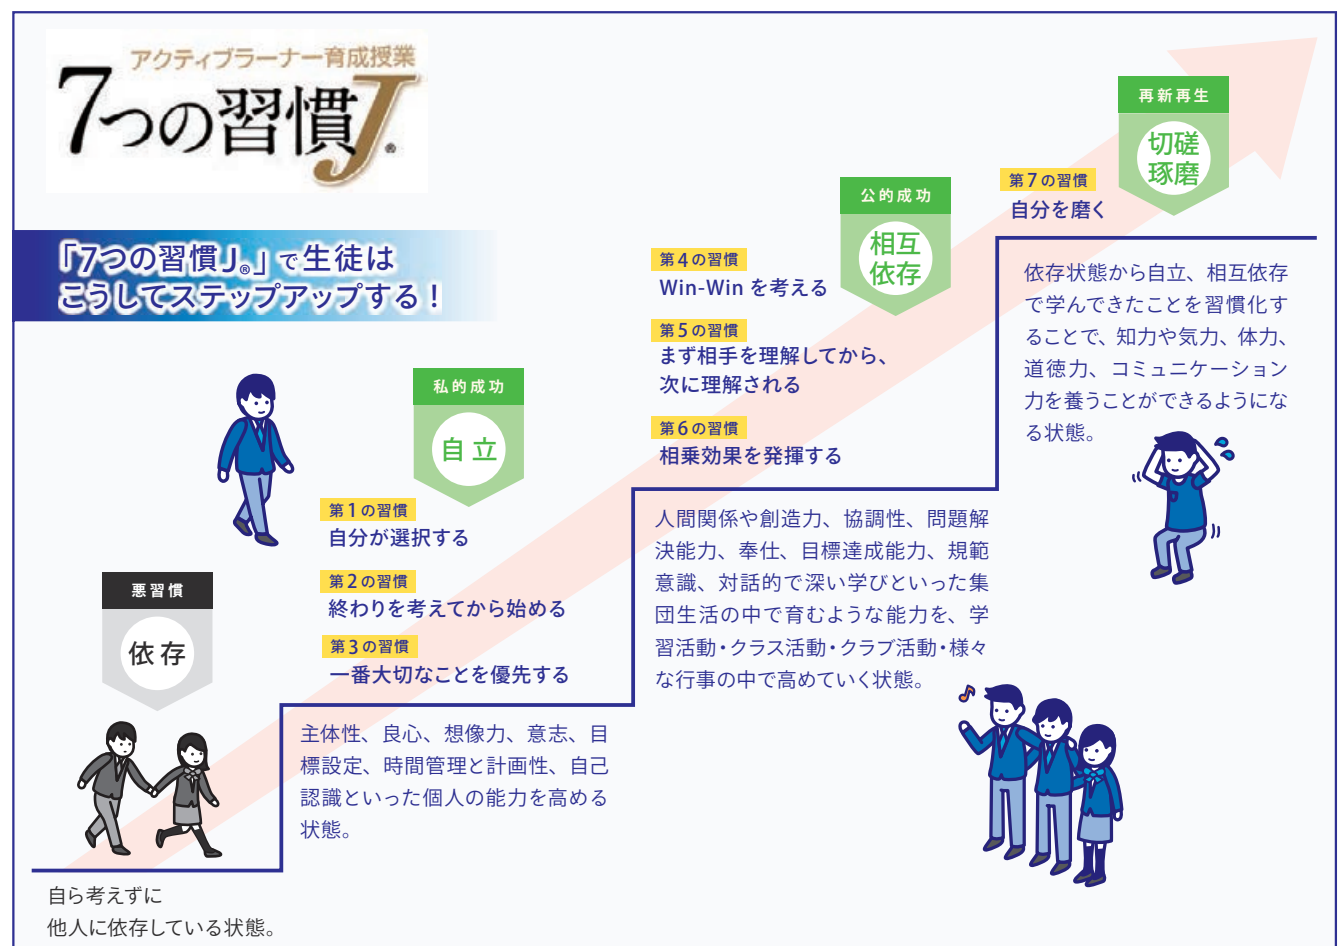 アクティブラーナー育成授業
7つの習慣J®
「7つの習慣J®」で生徒は
こうしてステップアップする!
悪習慣
依存
自ら考えずに
他人に依存している状態。
私的成功
自立
第1の習慣
自分が選択する
第2の習慣
終わりを考えてから始める
第3の習慣
一番大切なことを優先する
主体性、良心、想像力、意志、目
標設定、時間管理と計画性、自己
認識といった個人の能力を高める
状態。
公的成功
相互
依存
第4の習慣
Win-Win を考える
第5の習慣
まず相手を理解してから、
次に理解される
第6の習慣
相乗効果を発揮する
人間関係や創造力、協調性、問題解
決能力、奉仕、目標達成能力、規範
意識、対話的で深い学びといった集
団生活の中で育むような能力を、学
習活動・クラス活動・クラブ活動・様々
な行事の中で高めていく状態。
再新再生
切磋
琢磨
第7の習慣
自分を磨く
依存状態から自立、相互依存
で学んできたことを習慣化す
ることで、知力や気力、体力、
道徳力、コミュニケーション
力を養うことができるようにな
る状態。